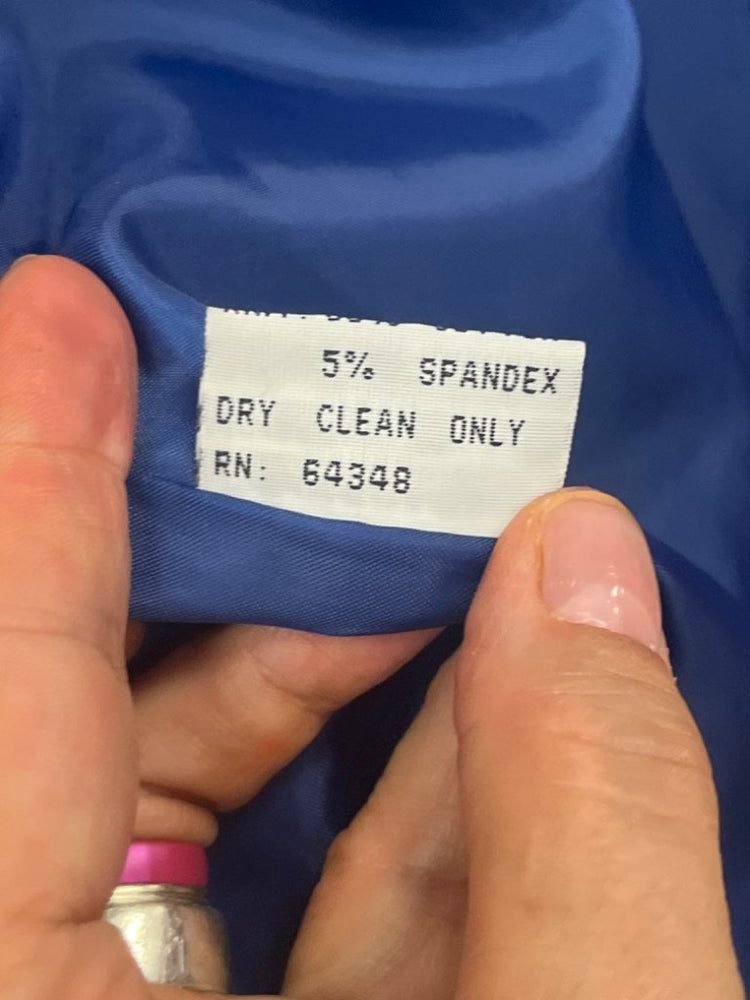 5% SPANDEX
DRY CLEAN ONLY
RN: 64348